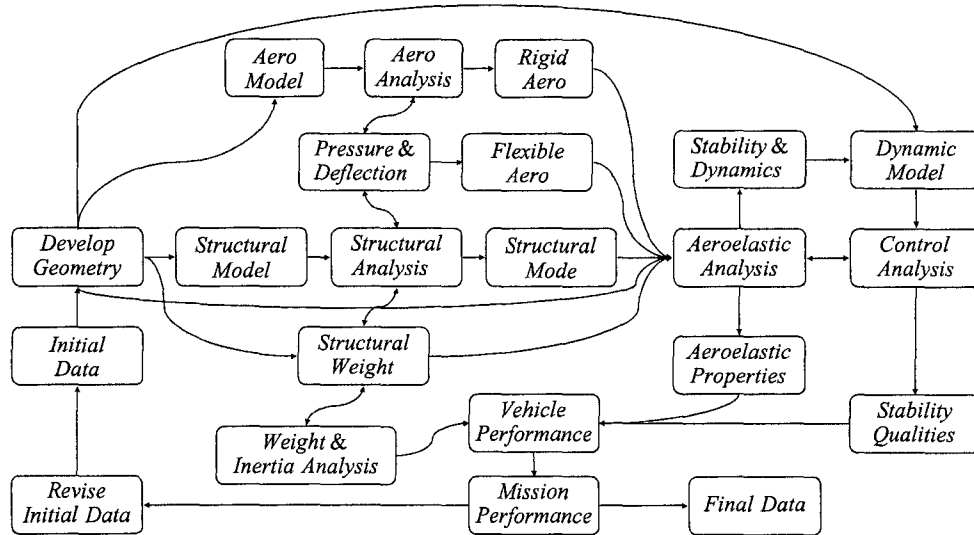 Aero
Model
Aero
Analysis
Rigid
Aero
Pressure &
Deflection
Flexible
Aero
Stability &
Dynamics
Dynamic
Model
Develop
Geometry
Structural
Model
Structural
Analysis
Structural
Mode
Aeroelastic
Analysis
Control
Analysis
Initial
Data
Structural
Weight
Aeroelastic
Properties
Weight &
Inertia Analysis
Vehicle
Performance
Stability
Qualities
Revise
Initial Data
Mission
Performance
Final Data